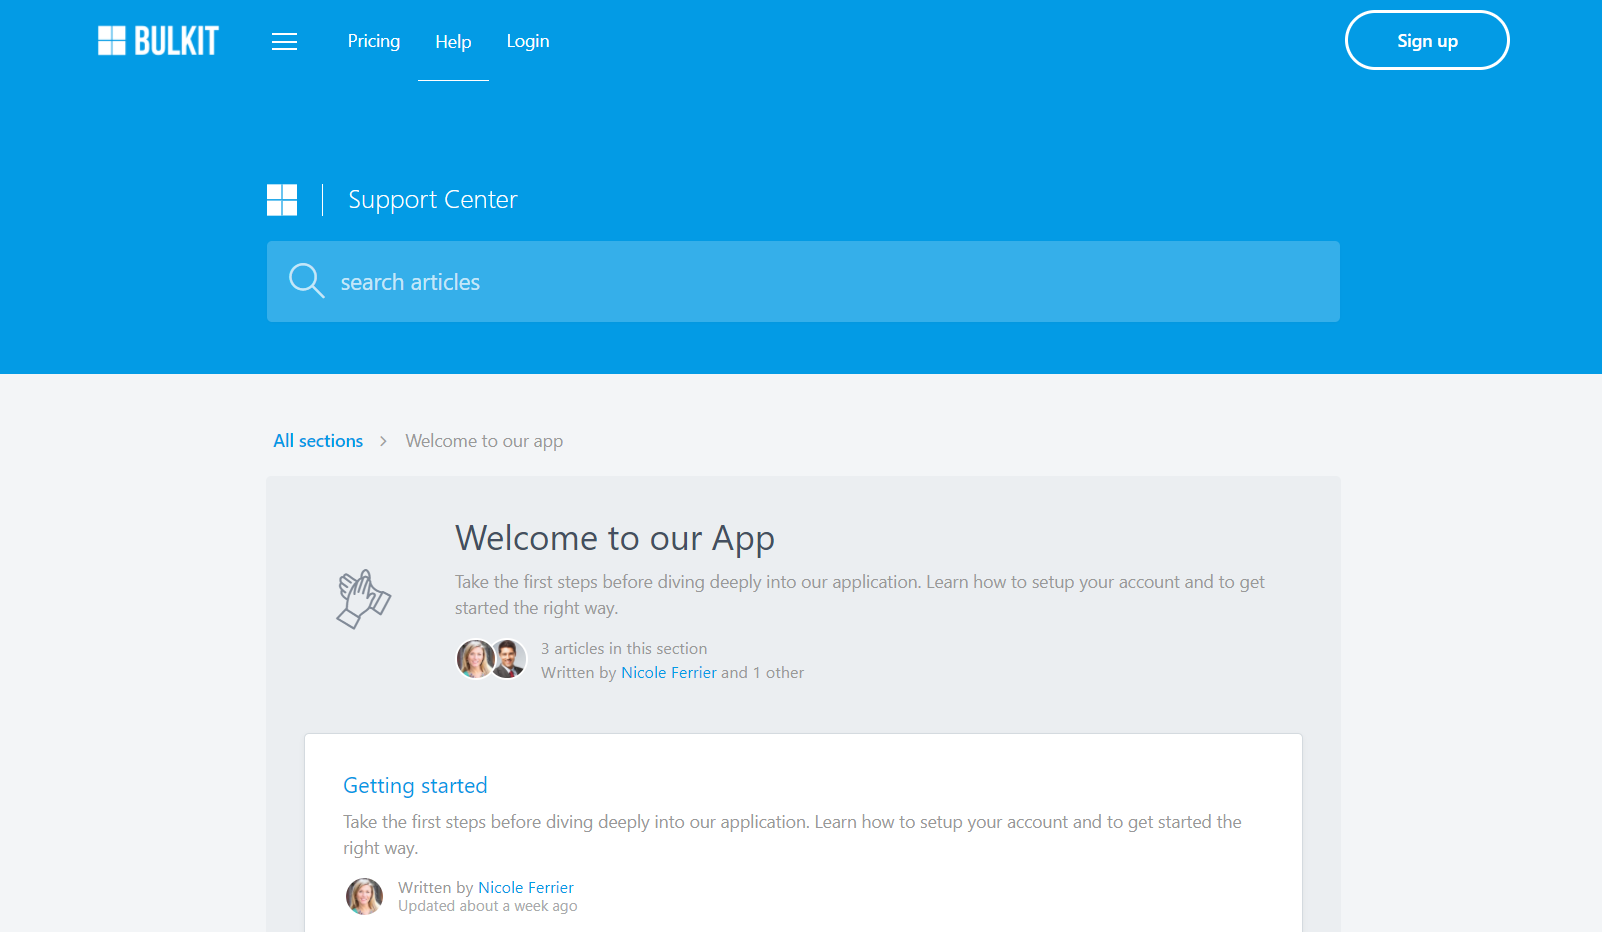 BULKIT
Pricing
Help
Login
Sign up
Support Center
search articles
All sections
Welcome to our app
Welcome to our App
Take the first steps before diving deeply into our application. Learn how to setup your account and to get
started the right way.
3 articles in this section
Written by Nicole Ferrier and 1 other
Getting started
Take the first steps before diving deeply into our application. Learn how to setup your account and to get started the
right way.
Written by Nicole Ferrier
Updated about a week ago